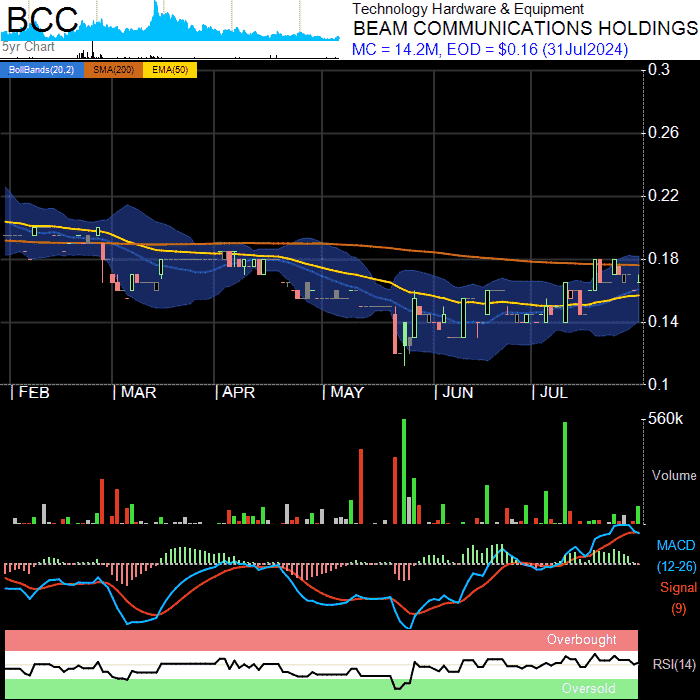 BCC
5yr Chart
Technology Hardware & Equipment
BEAM COMMUNICATIONS HOLDINGS
MC = 14.2M, EOD = $0.16 (31Jul2024)
BollBands(20,2) SMA(200) EMA(50)
0.3
0.26
0.22
0.18
0.14
0.1
FEB MAR APR MAY JUN JUL
560k
Volume
MACD
(12-26)
Signal
(9)
Overbought
RSI(14)
Oversold